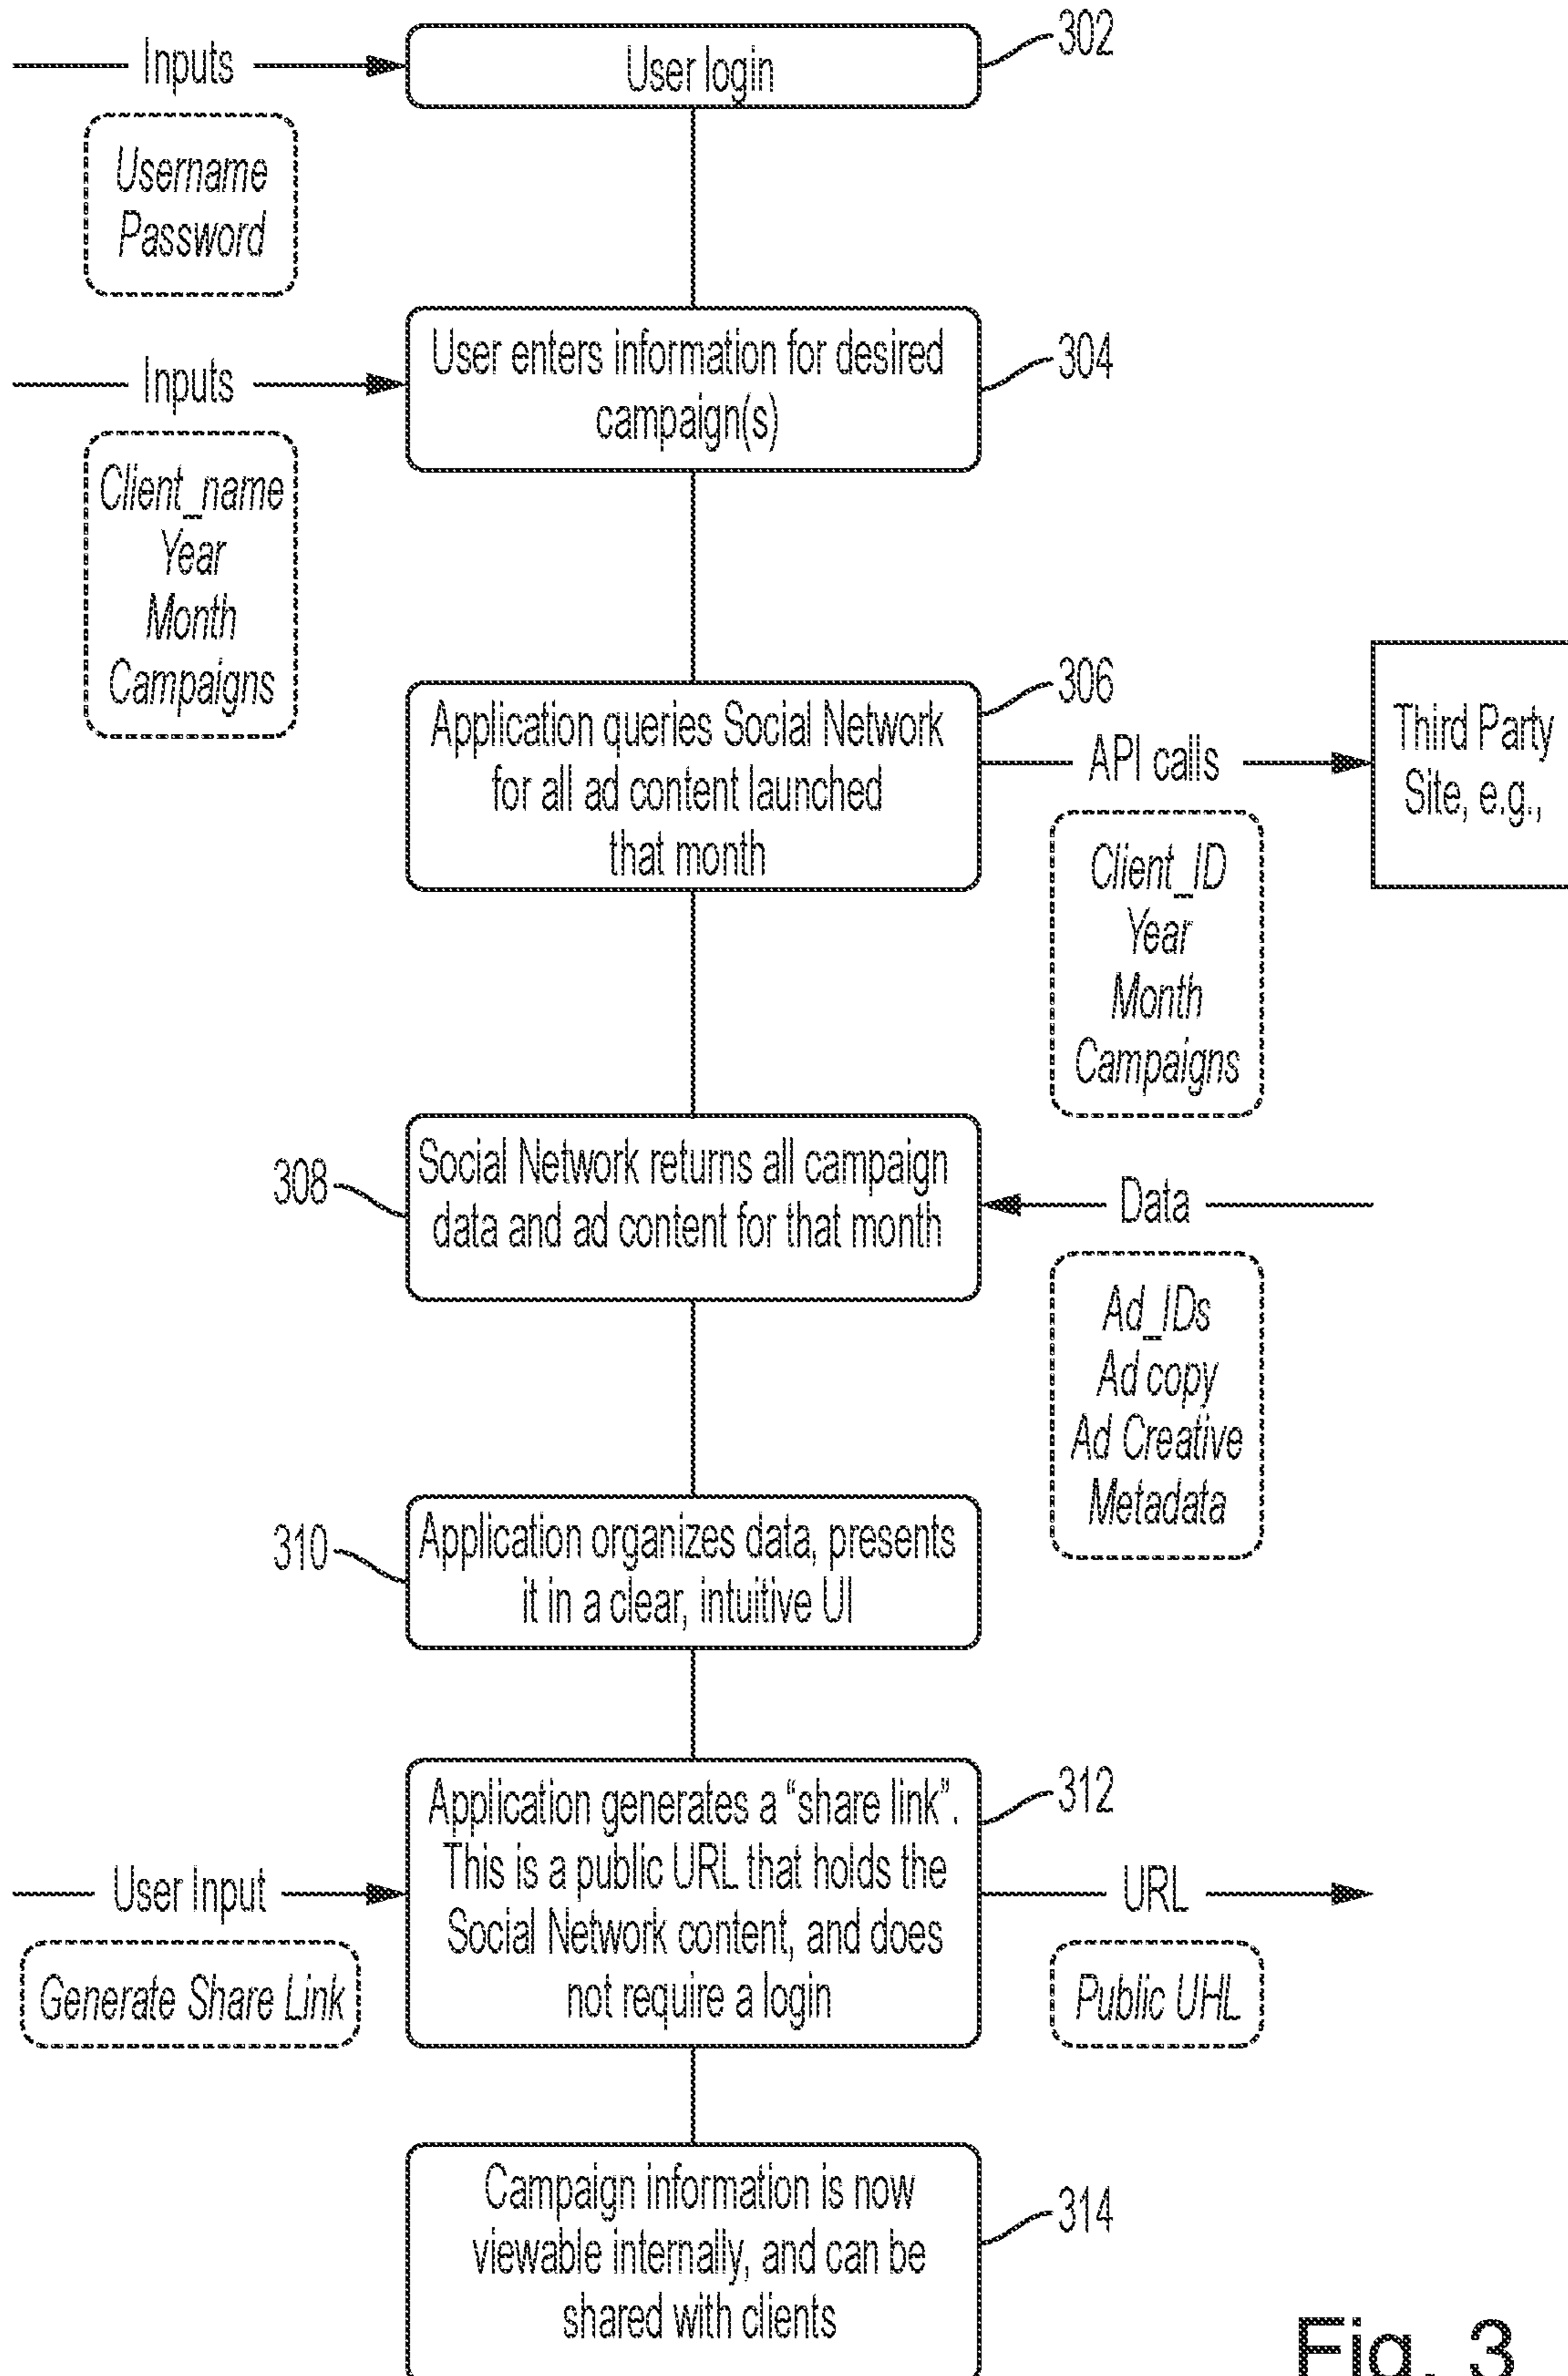 Inputs
User login
302
Username
Password
Inputs
User enters information for desired
campaign(s)
304
Client_name
Year
Month
Campaigns
Application queries Social Network
for all ad content launched
that month
306
API calls
Third Party
Site, e.g.,
Client_ID
Year
Month
Campaigns
308
Social Network returns all campaign
data and ad content for that month
Data
Ad_IDs
Ad copy
Ad Creative
Metadata
310
Application organizes data, presents
it in a clear, intuitive UI
User Input
Generate Share Link
Application generates a “share link”.
This is a public URL that holds the
Social Network content, and does
not require a login
312
URL
Public UHL
Campaign information is now
viewable internally, and can be
shared with clients
314
Fig. 3